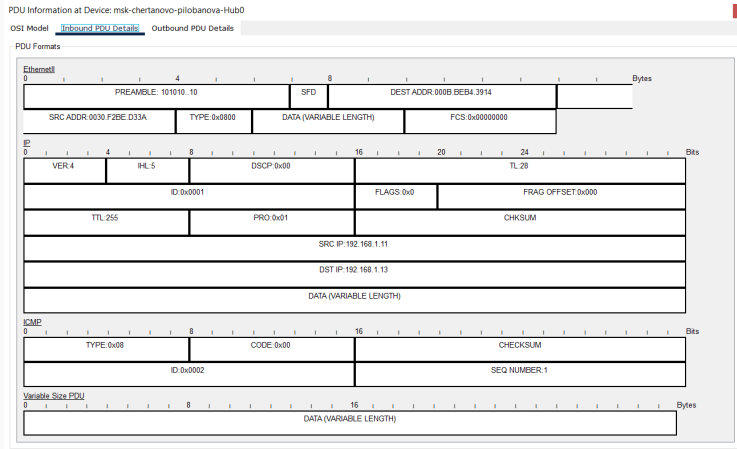 PDU Information at Device: msk-chertanovo-pilobanova-Hub0
OSI Model Inbound PDU Details Outbound PDU Details
PDU Formats
EthernetII
0 4 8 Bytes
PREAMBLE: 101010..10 SFD DEST ADDR:000B.BEB4.3914
SRC ADDR:0030.F2BE.D33A TYPE:0x0800 DATA (VARIABLE LENGTH) FCS:0x00000000
IP
0 4 8 16 20 24 Bits
VER:4 IHL:5 DSCP:0x00 TL:28
ID:0x0001 FLAGS:0x0 FRAG OFFSET:0x000
TTL:255 PRO:0x01 CHKSUM
SRC IP:192.168.1.11
DST IP:192.168.1.13
DATA (VARIABLE LENGTH)
ICMP
0 8 16 Bits
TYPE:0x08 CODE:0x00 CHECKSUM
ID:0x0002 SEQ NUMBER:1
Variable Size PDU
0 8 16 Bytes
DATA (VARIABLE LENGTH)